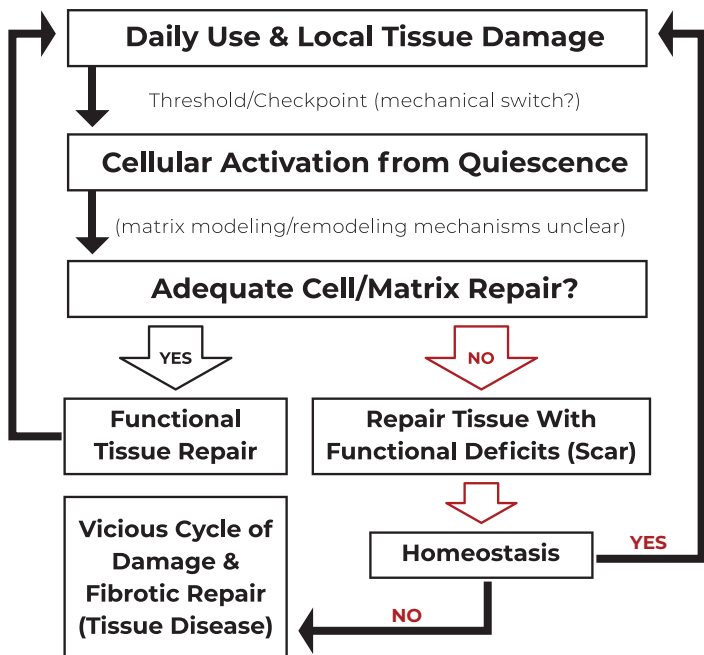 Daily Use & Local Tissue Damage
Threshold/Checkpoint (mechanical switch?)
Cellular Activation from Quiescence
(matrix modeling/remodeling mechanisms unclear)
Adequate Cell/Matrix Repair?
YES
NO
Functional
Tissue Repair
Repair Tissue With
Functional Deficits (Scar)
Vicious Cycle of
Damage &
Fibrotic Repair
(Tissue Disease)
Homeostasis
YES
NO